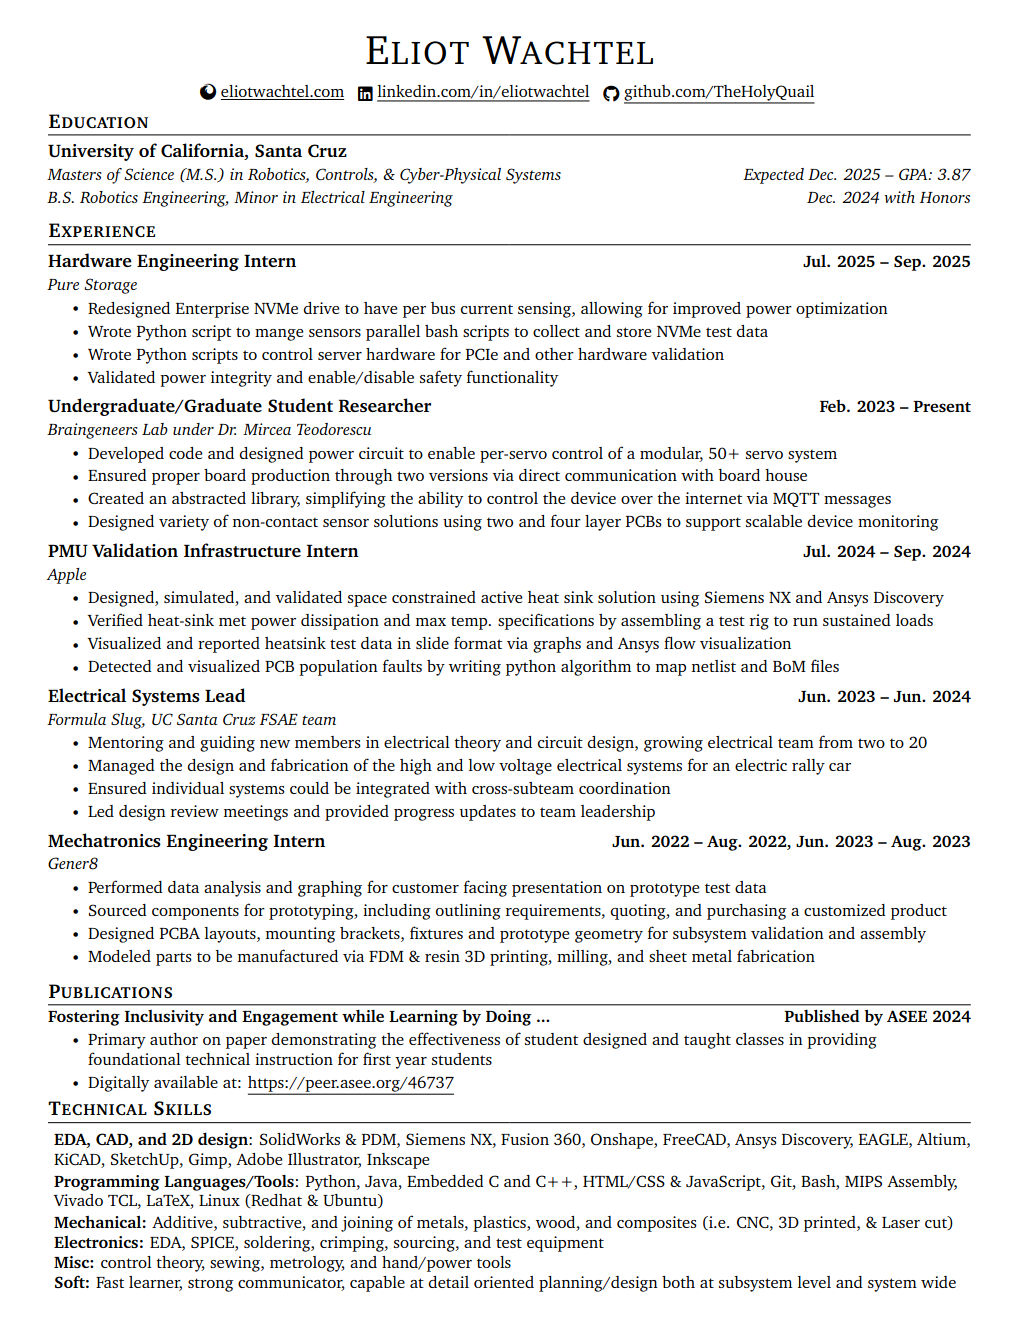 Eliot Wachtel
eliotwachtel.com linkedin.com/in/eliotwachtel github.com/TheHolyQuail
Education
University of California, Santa Cruz
Masters of Science (M.S.) in Robotics, Controls, & Cyber-Physical Systems Expected Dec. 2025 – GPA: 3.87
B.S. Robotics Engineering, Minor in Electrical Engineering Dec. 2024 with Honors
Experience
Hardware Engineering Intern Jul. 2025 – Sep. 2025
Pure Storage
• Redesigned Enterprise NVMe drive to have per bus current sensing, allowing for improved power optimization
• Wrote Python script to mange sensors parallel bash scripts to collect and store NVMe test data
• Wrote Python scripts to control server hardware for PCIe and other hardware validation
• Validated power integrity and enable/disable safety functionality
Undergraduate/Graduate Student Researcher Feb. 2023 – Present
Braingeneers Lab under Dr. Mircea Teodorescu
• Developed code and designed power circuit to enable per-servo control of a modular, 50+ servo system
• Ensured proper board production through two versions via direct communication with board house
• Created an abstracted library, simplifying the ability to control the device over the internet via MQTT messages
• Designed variety of non-contact sensor solutions using two and four layer PCBs to support scalable device monitoring
PMU Validation Infrastructure Intern Jul. 2024 – Sep. 2024
Apple
• Designed, simulated, and validated space constrained active heat sink solution using Siemens NX and Ansys Discovery
• Verified heat-sink met power dissipation and max temp. specifications by assembling a test rig to run sustained loads
• Visualized and reported heatsink test data in slide format via graphs and Ansys flow visualization
• Detected and visualized PCB population faults by writing python algorithm to map netlist and BoM files
Electrical Systems Lead Jun. 2023 – Jun. 2024
Formula Slug, UC Santa Cruz FSAE team
• Mentoring and guiding new members in electrical theory and circuit design, growing electrical team from two to 20
• Managed the design and fabrication of the high and low voltage electrical systems for an electric rally car
• Ensured individual systems could be integrated with cross-subteam coordination
• Led design review meetings and provided progress updates to team leadership
Mechatronics Engineering Intern Jun. 2022 – Aug. 2022, Jun. 2023 – Aug. 2023
Gener8
• Performed data analysis and graphing for customer facing presentation on prototype test data
• Sourced components for prototyping, including outlining requirements, quoting, and purchasing a customized product
• Designed PCBA layouts, mounting brackets, fixtures and prototype geometry for subsystem validation and assembly
• Modeled parts to be manufactured via FDM & resin 3D printing, milling, and sheet metal fabrication
Publications
Fostering Inclusivity and Engagement while Learning by Doing ... Published by ASEE 2024
• Primary author on paper demonstrating the effectiveness of student designed and taught classes in providing
foundational technical instruction for first year students
• Digitally available at: https://peer.asee.org/46737
Technical Skills
EDA, CAD, and 2D design: SolidWorks & PDM, Siemens NX, Fusion 360, Onshape, FreeCAD, Ansys Discovery, EAGLE, Altium,
KiCAD, SketchUp, Gimp, Adobe Illustrator, Inkscape
Programming Languages/Tools: Python, Java, Embedded C and C++, HTML/CSS & JavaScript, Git, Bash, MIPS Assembly,
Vivado TCL, LaTeX, Linux (Redhat & Ubuntu)
Mechanical: Additive, subtractive, and joining of metals, plastics, wood, and composites (i.e. CNC, 3D printed, & Laser cut)
Electronics: EDA, SPICE, soldering, crimping, sourcing, and test equipment
Misc: control theory, sewing, metrology, and hand/power tools
Soft: Fast learner, strong communicator, capable at detail oriented planning/design both at subsystem level and system wide